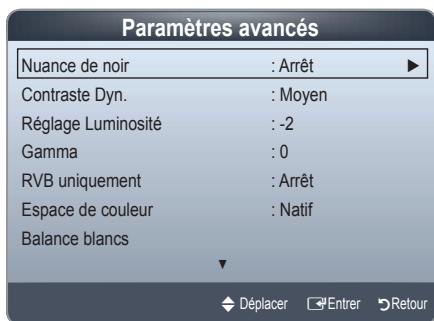 Paramètres avancés
Nuance de noir : Arrêt
Contraste Dyn. : Moyen
Réglage Luminosité : -2
Gamma : 0
RVB uniquement : Arrêt
Espace de couleur : Natif
Balance blancs
Déplacer Entrer Retour